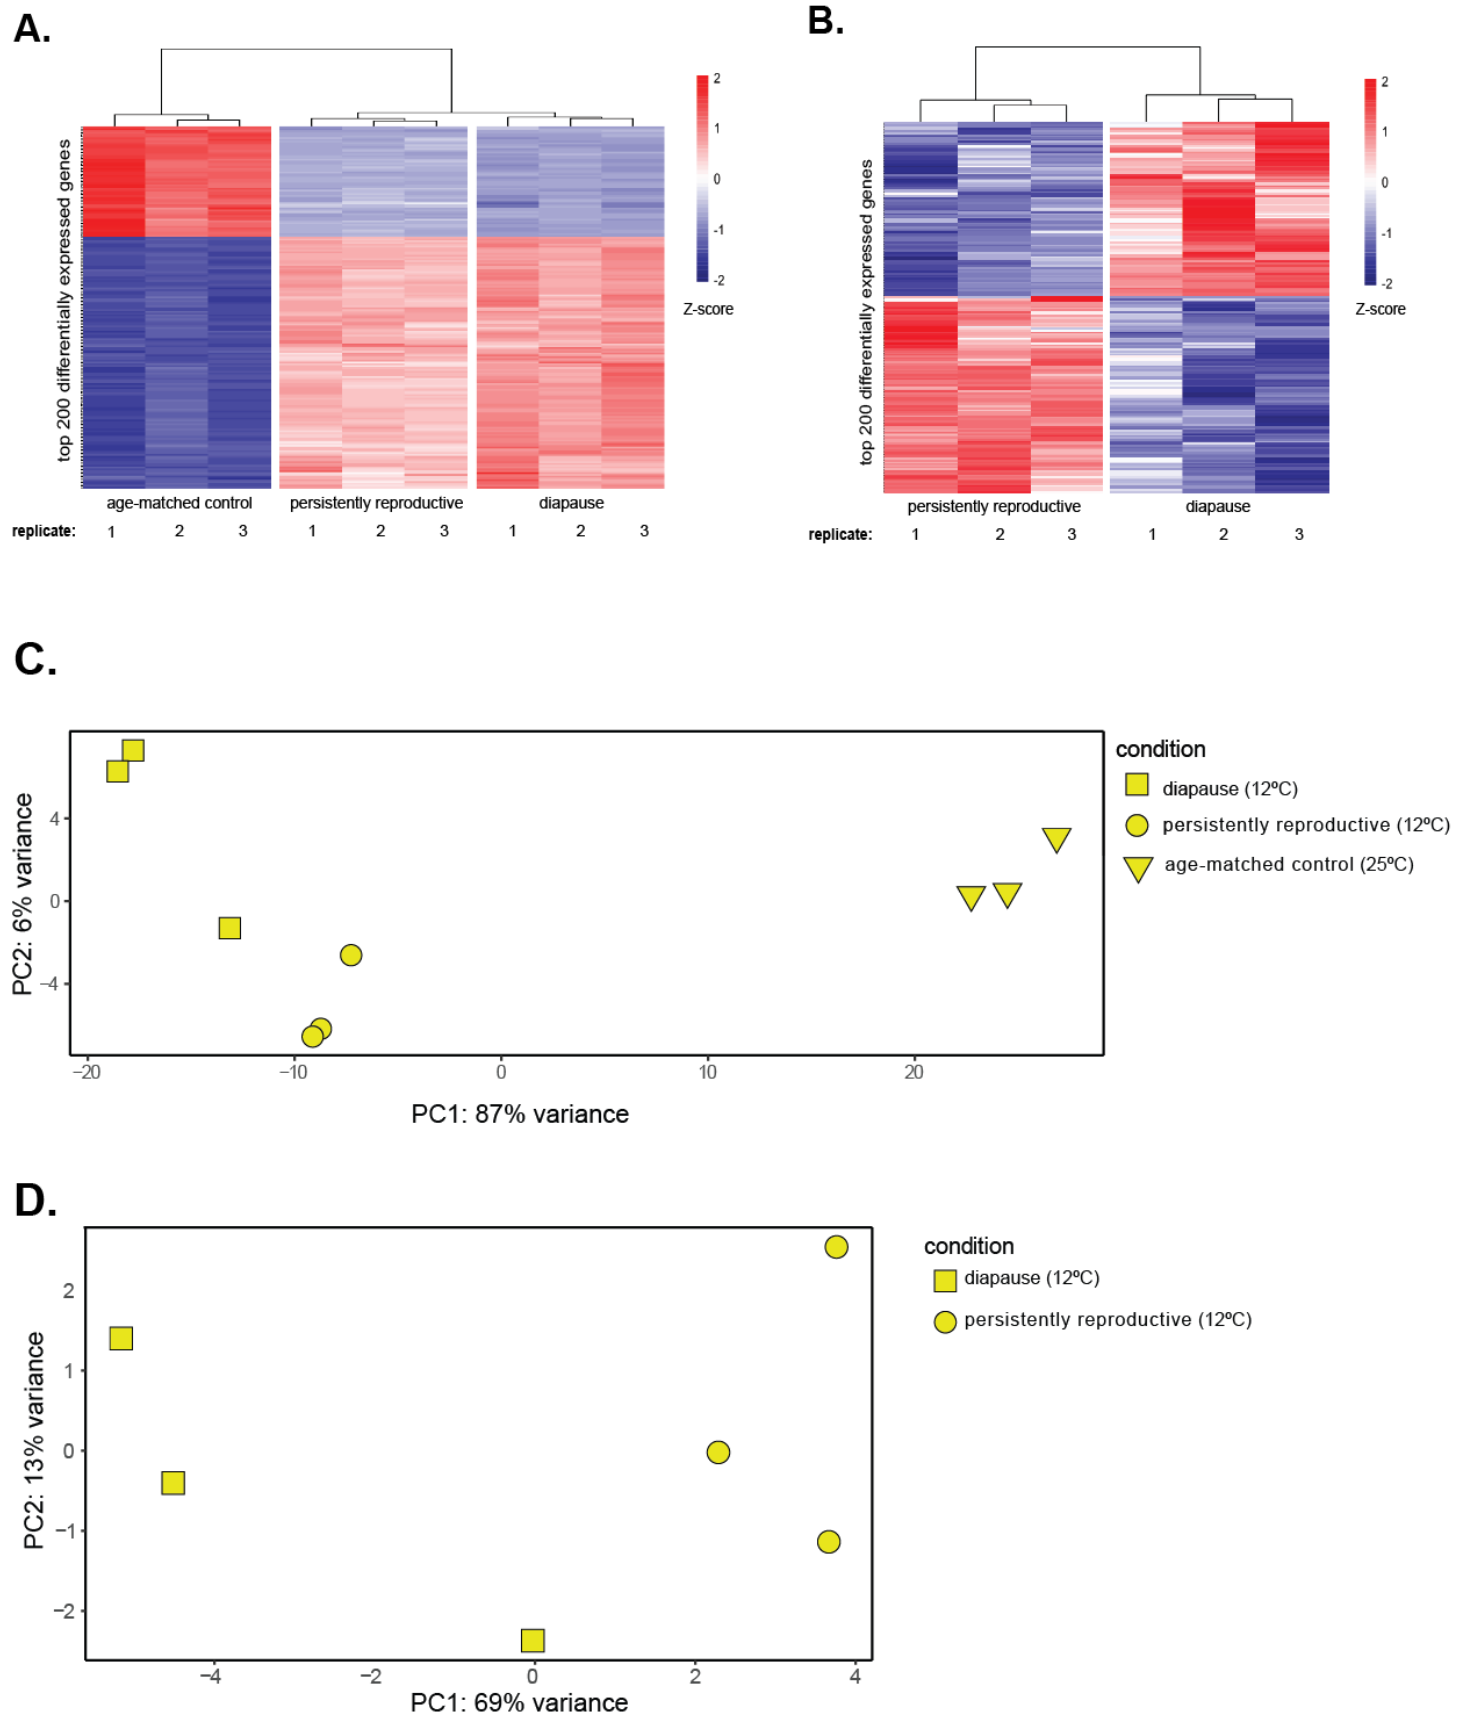 A.
B.
top 200 differentially expressed genes
2
1
0
-1
-2
Z-score
age-matched control persistently reproductive diapause
replicate: 1 2 3 1 2 3 1 2 3
top 200 differentially expressed genes
2
1
0
-1
-2
Z-score
persistently reproductive diapause
replicate: 1 2 3 1 2 3
C.
PC2: 6% variance
4
0
−4
−20 −10 0 10 20
PC1: 87% variance
condition
diapause (12ºC)
persistently reproductive (12ºC)
age-matched control (25ºC)
D.
PC2: 13% variance
2
1
0
−1
−2
−4 −2 0 2 4
PC1: 69% variance
condition
diapause (12ºC)
persistently reproductive (12ºC)